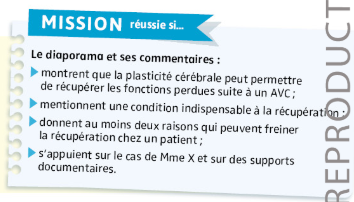 MISSION réussie si...
Le diaporama et ses commentaires :
montrent que la plasticité cérébrale peut permettre
de récupérer les fonctions perdues suite à un AVC ;
mentionnent une condition indispensable à la récupération ;
donnent au moins deux raisons qui peuvent freiner
la récupération chez un patient ;
s'appuient sur le cas de Mme X et sur des supports
documentaires.
REPRODUCT